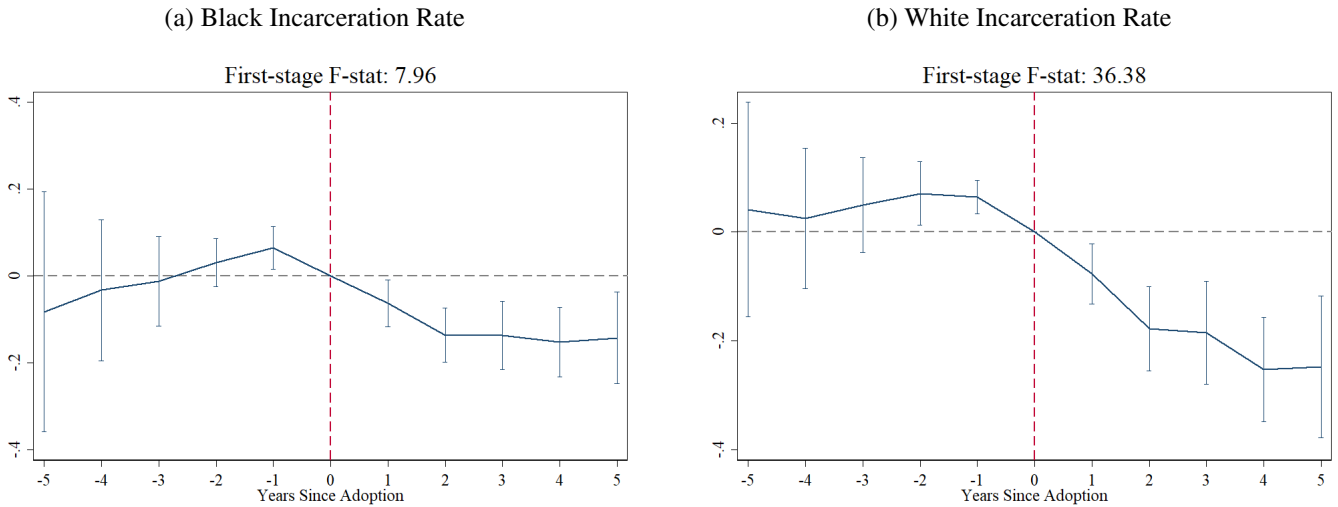 (a) Black Incarceration Rate
First-stage F-stat: 7.96
.4
.2
0
-.2
-.4
-5 -4 -3 -2 -1 0 1 2 3 4 5
Years Since Adoption
(b) White Incarceration Rate
First-stage F-stat: 36.38
.2
0
-.2
-.4
-5 -4 -3 -2 -1 0 1 2 3 4 5
Years Since Adoption